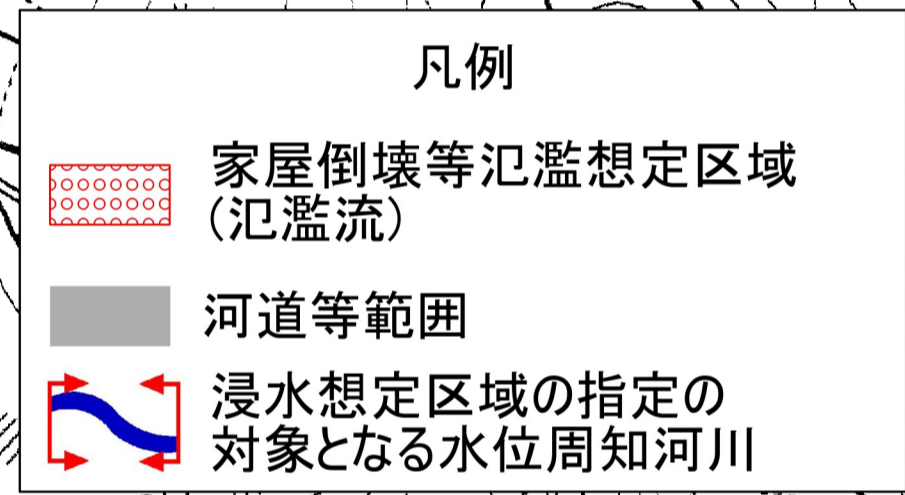 凡例
家屋倒壊等氾濫想定区域
(氾濫流)
河道等範囲
浸水想定区域の指定の
対象となる水位周知河川